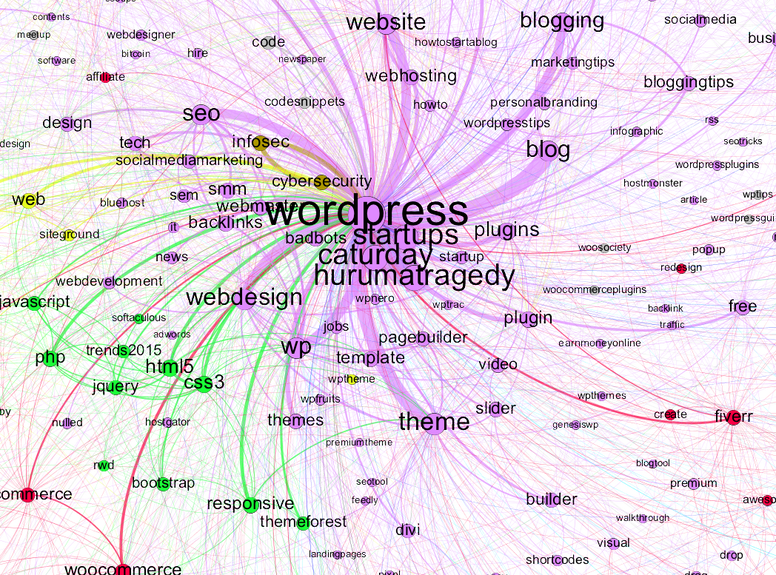 contents
website
blogging
socialmedia
meetup
webdesigner
code
howtostartablog
busi
bitcoin
hire
newspaper
marketingtips
software
affiliate
webhosting
bloggingtips
codesnippets
howto
personalbranding
design
seo
wordpresstips
rss
infographic
design
tech
infosec
blog
seotricks
socialmediamarketing
wordpressplugins
cybersecurity
hostmonster
web
bluehost
sem
smm
article
wptips
webmaster
wordpress
wordpressgui
siteground
it
backlinks
badbots
startups
plugins
woosociety
popup
news
caturday
startup
redesign
webdevelopment
hurumatragedy
woocommerceplugins
javascript
webdesign
wphero
wptrac
backlink
free
softaculous
plugin
traffic
adwords
jobs
pagebuilder
earnmoneyonline
php
trends2015
wp
template
html5
video
jquery
css3
wptheme
wpthemes
by
wpfruits
slider
create
fiverr
nulled
hostgator
themes
theme
genesiswp
premiumtheme
rwd
blogtool
bootstrap
seotool
premium
commerce
feedly
builder
aweso
responsive
themeforest
walkthrough
divi
visual
landingpages
shortcodes
drop
woocommerce
pixel